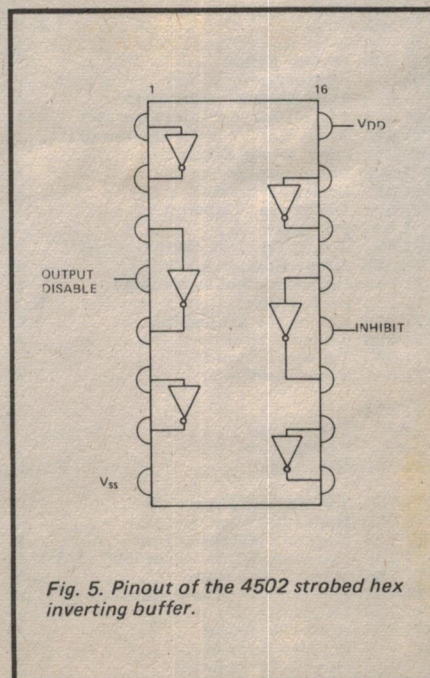 1 16
VDD
OUTPUT
DISABLE
INHIBIT
Vss
Fig. 5. Pinout of the 4502 strobed hex
inverting buffer.